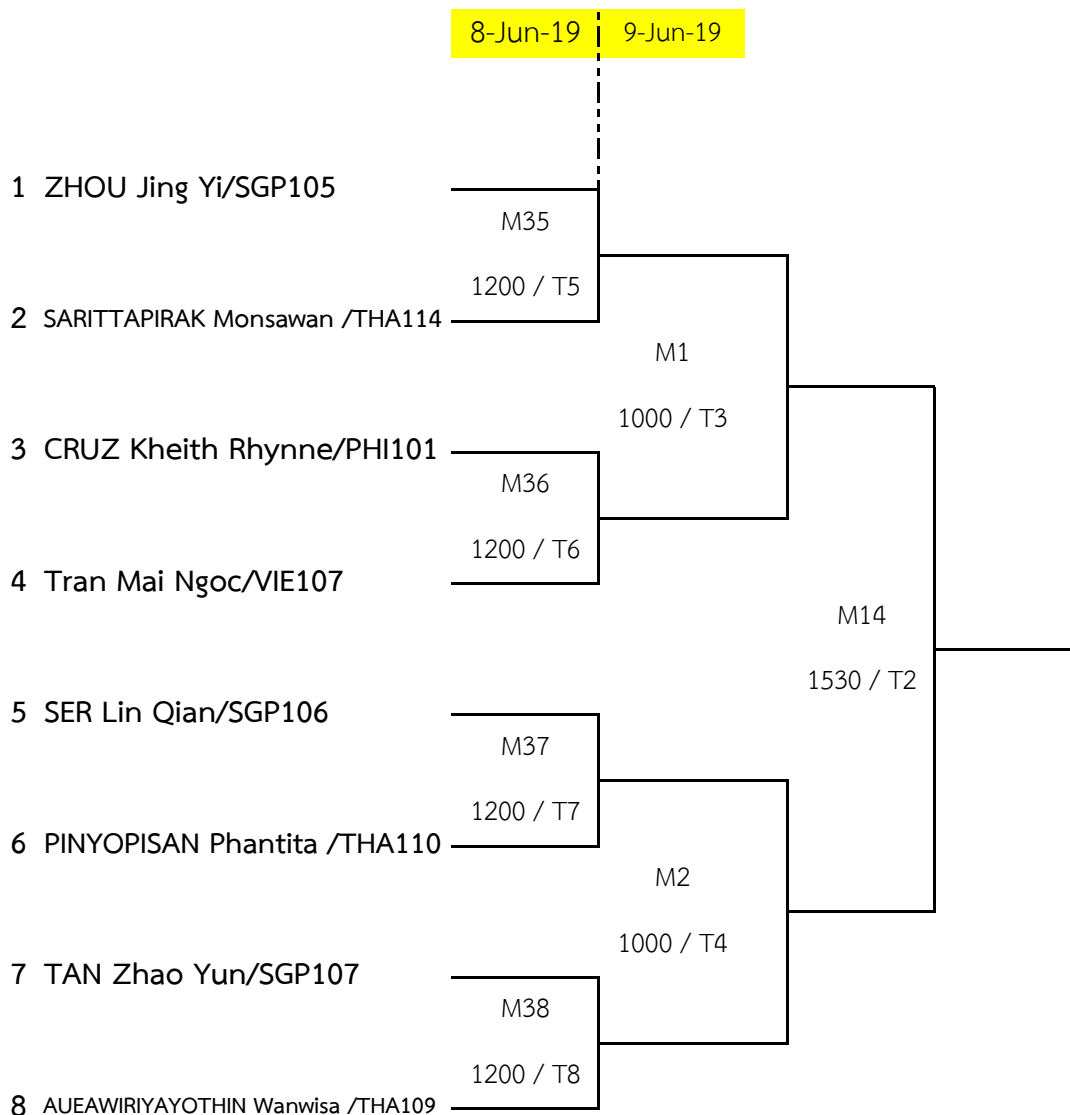 8-Jun-19 9-Jun-19
1 ZHOU Jing Yi/SGP105
M35
1200 / T5
2 SARITTAPIRAK Monsawan /THA114
M1
1000 / T3
3 CRUZ Kheith Rhynne/PHI101
M36
1200 / T6
4 Tran Mai Ngoc/VIE107
M14
1530 / T2
5 SER Lin Qian/SGP106
M37
1200 / T7
6 PINYOPISAN Phantita /THA110
M2
1000 / T4
7 TAN Zhao Yun/SGP107
M38
1200 / T8
8 AUEAWIRIYAYOTHIN Wanwisa /THA109